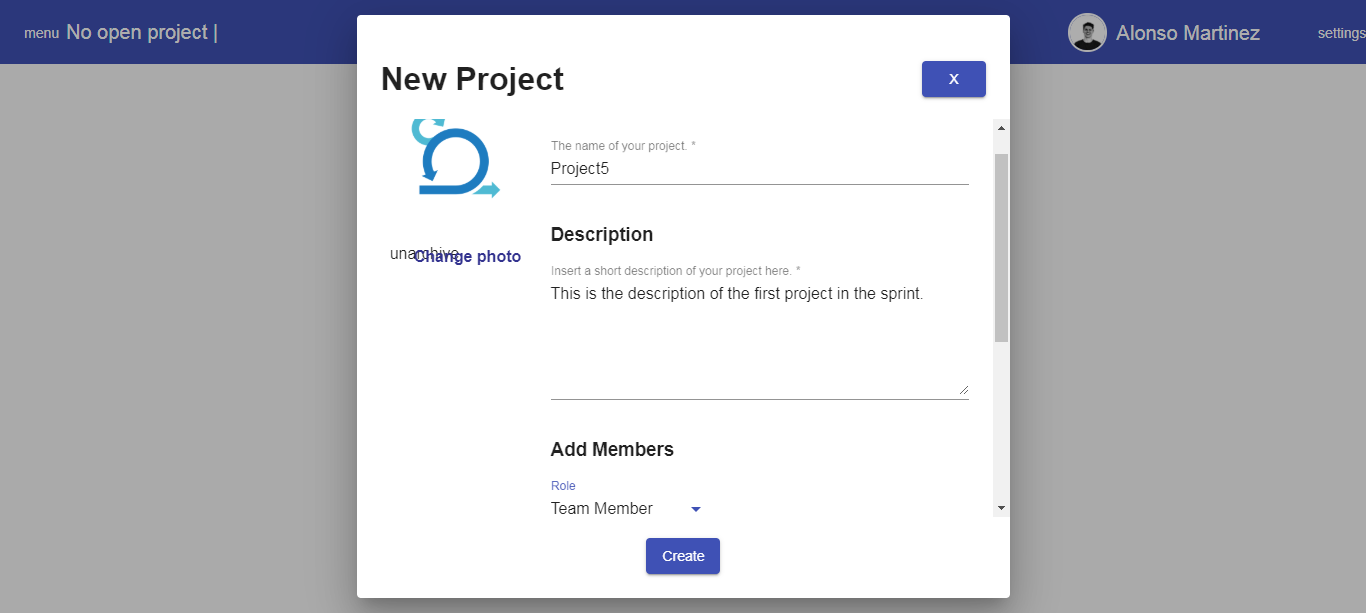 menu No open project |
Alonso Martinez
settings
New Project
X
The name of your project. *
Project5
unarchive
Change photo
Description
Insert a short description of your project here. *
This is the description of the first project in the sprint.
Add Members
Role
Team Member
Create